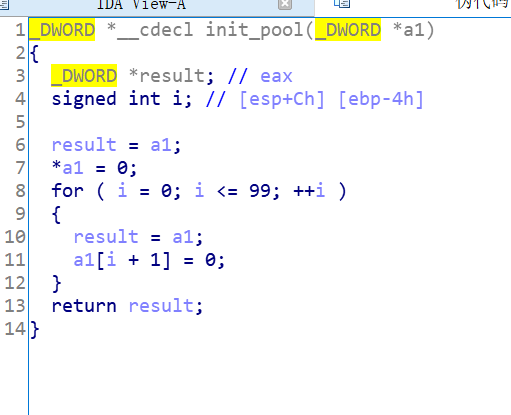 IDA View-A
伪代码
1 _DWORD *__cdecl init_pool(_DWORD *a1)
2 {
3   _DWORD *result; // eax
4   signed int i; // [esp+Ch] [ebp-4h]
5
6   result = a1;
7   *a1 = 0;
8   for ( i = 0; i <= 99; ++i )
9   {
10     result = a1;
11     a1[i + 1] = 0;
12   }
13   return result;
14 }